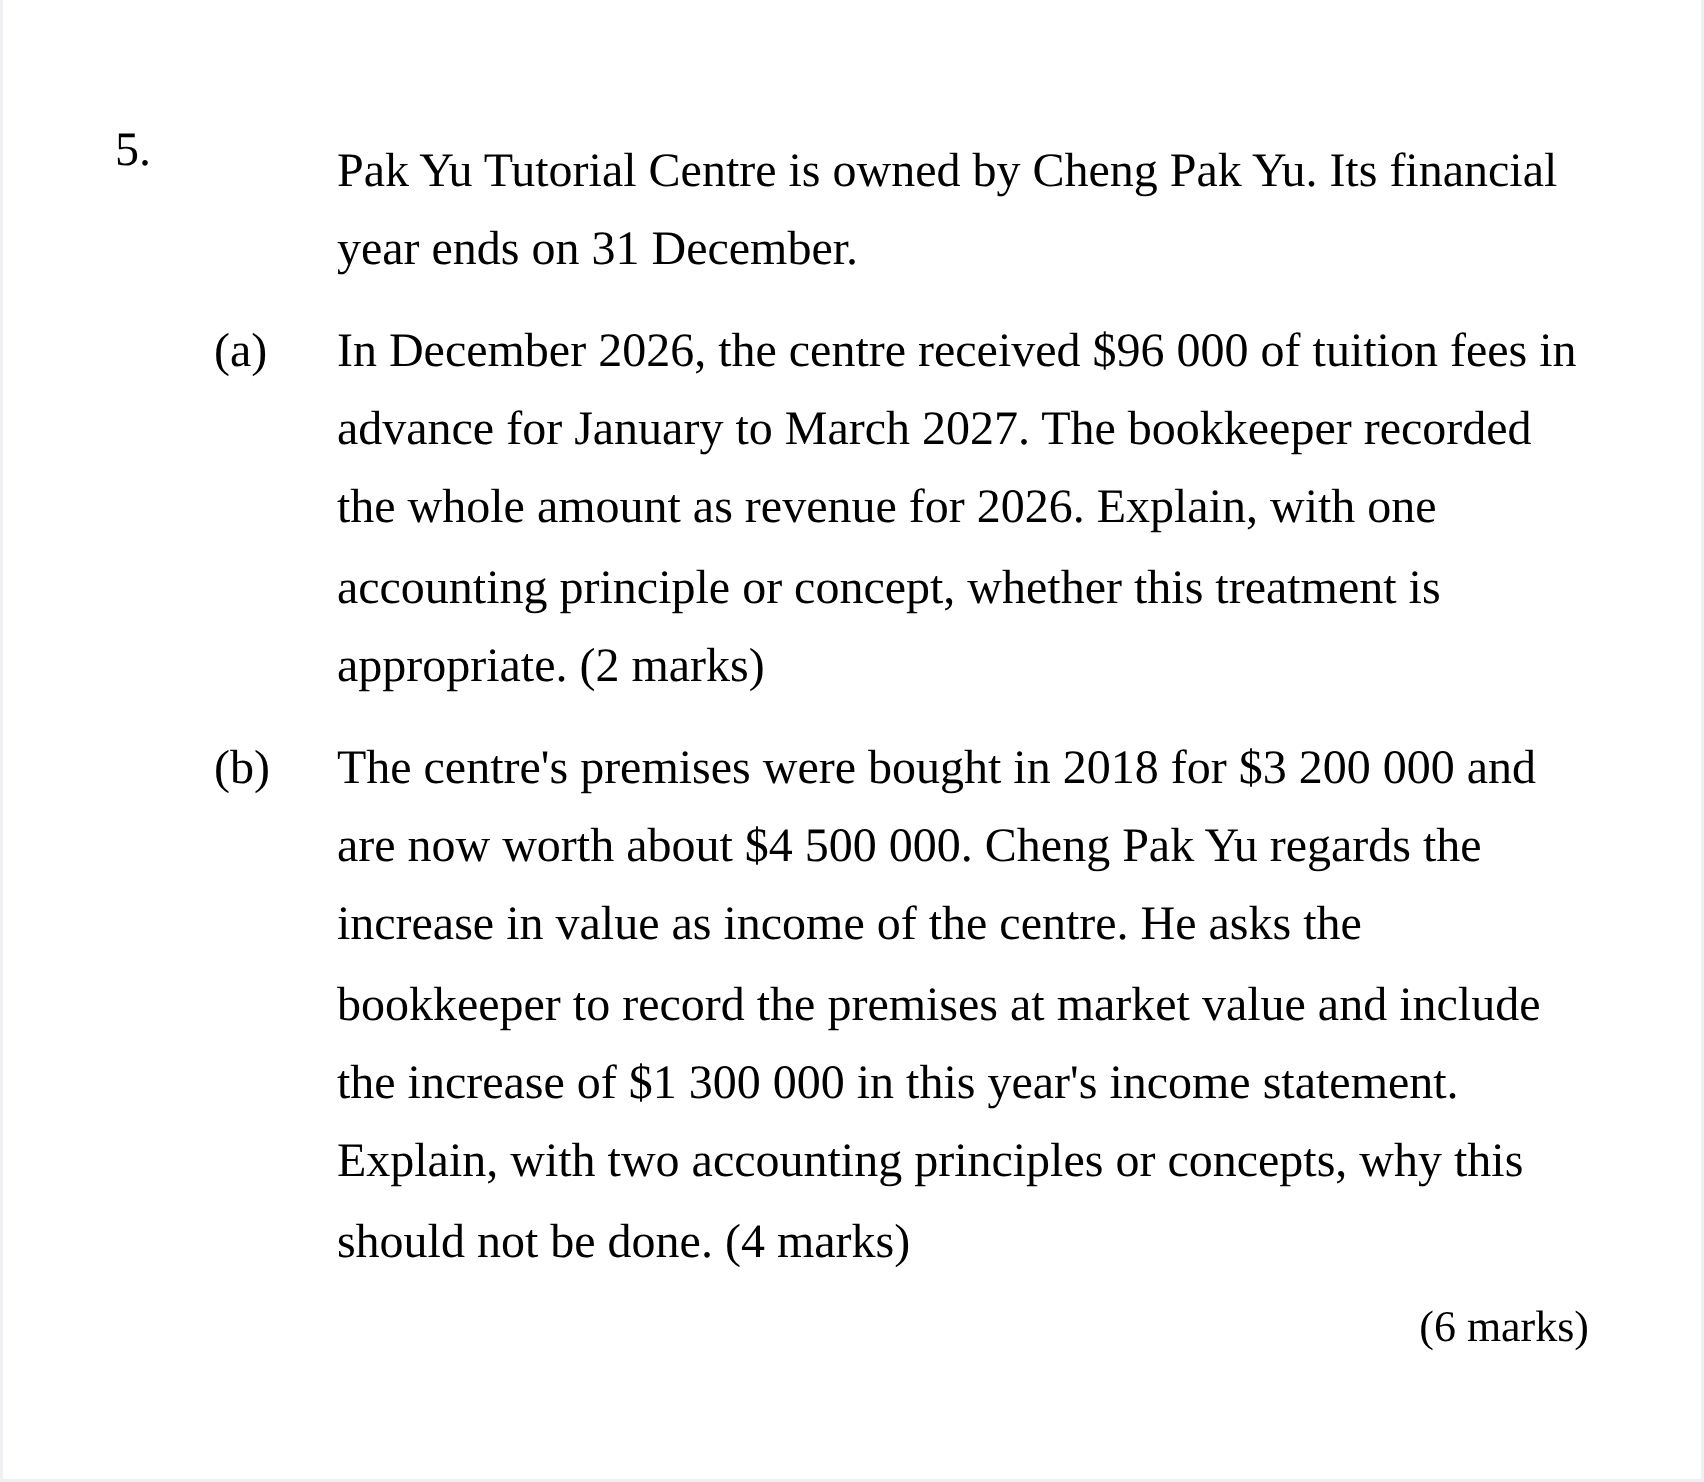 5.
Pak Yu Tutorial Centre is owned by Cheng Pak Yu. Its financial
year ends on 31 December.
(a) In December 2026, the centre received $96 000 of tuition fees in
advance for January to March 2027. The bookkeeper recorded
the whole amount as revenue for 2026. Explain, with one
accounting principle or concept, whether this treatment is
appropriate. (2 marks)
(b) The centre's premises were bought in 2018 for $3 200 000 and
are now worth about $4 500 000. Cheng Pak Yu regards the
increase in value as income of the centre. He asks the
bookkeeper to record the premises at market value and include
the increase of $1 300 000 in this year's income statement.
Explain, with two accounting principles or concepts, why this
should not be done. (4 marks)
(6 marks)